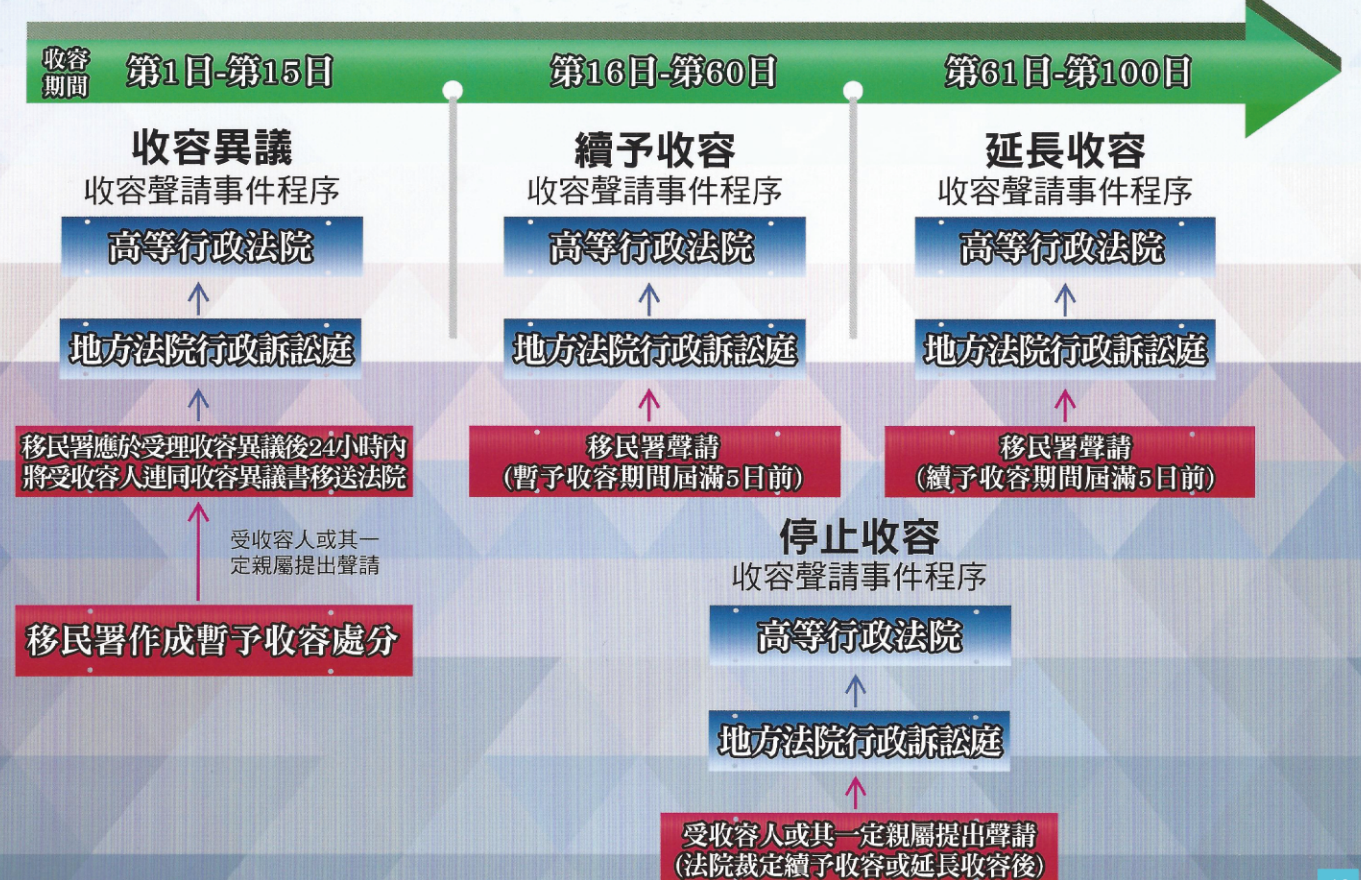 收容
期間
第1日-第15日
第16日-第60日
第61日-第100日
收容異議
收容聲請事件程序
高等行政法院
地方法院行政訴訟庭
移民署應於受理收容異議後24小時內
將受收容人連同收容異議書移送法院
受收容人或其一
定親屬提出聲請
移民署作成暫予收容處分
續予收容
收容聲請事件程序
高等行政法院
地方法院行政訴訟庭
移民署聲請
(暫予收容期間屆滿5日前)
延長收容
收容聲請事件程序
高等行政法院
地方法院行政訴訟庭
移民署聲請
(續予收容期間屆滿5日前)
停止收容
收容聲請事件程序
高等行政法院
地方法院行政訴訟庭
受收容人或其一定親屬提出聲請
(法院裁定續予收容或延長收容後)